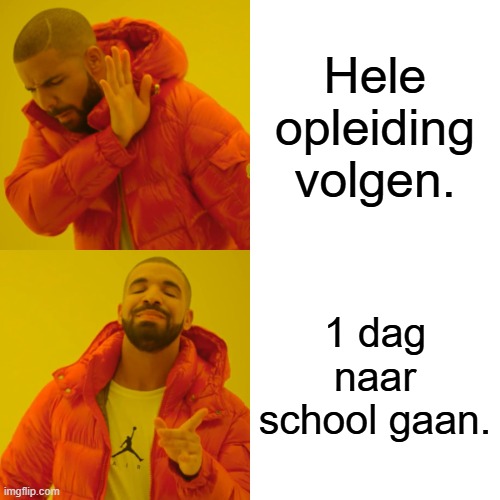 Hele
opleiding
volgen.
1 dag
naar
school gaan.
imgflip.com